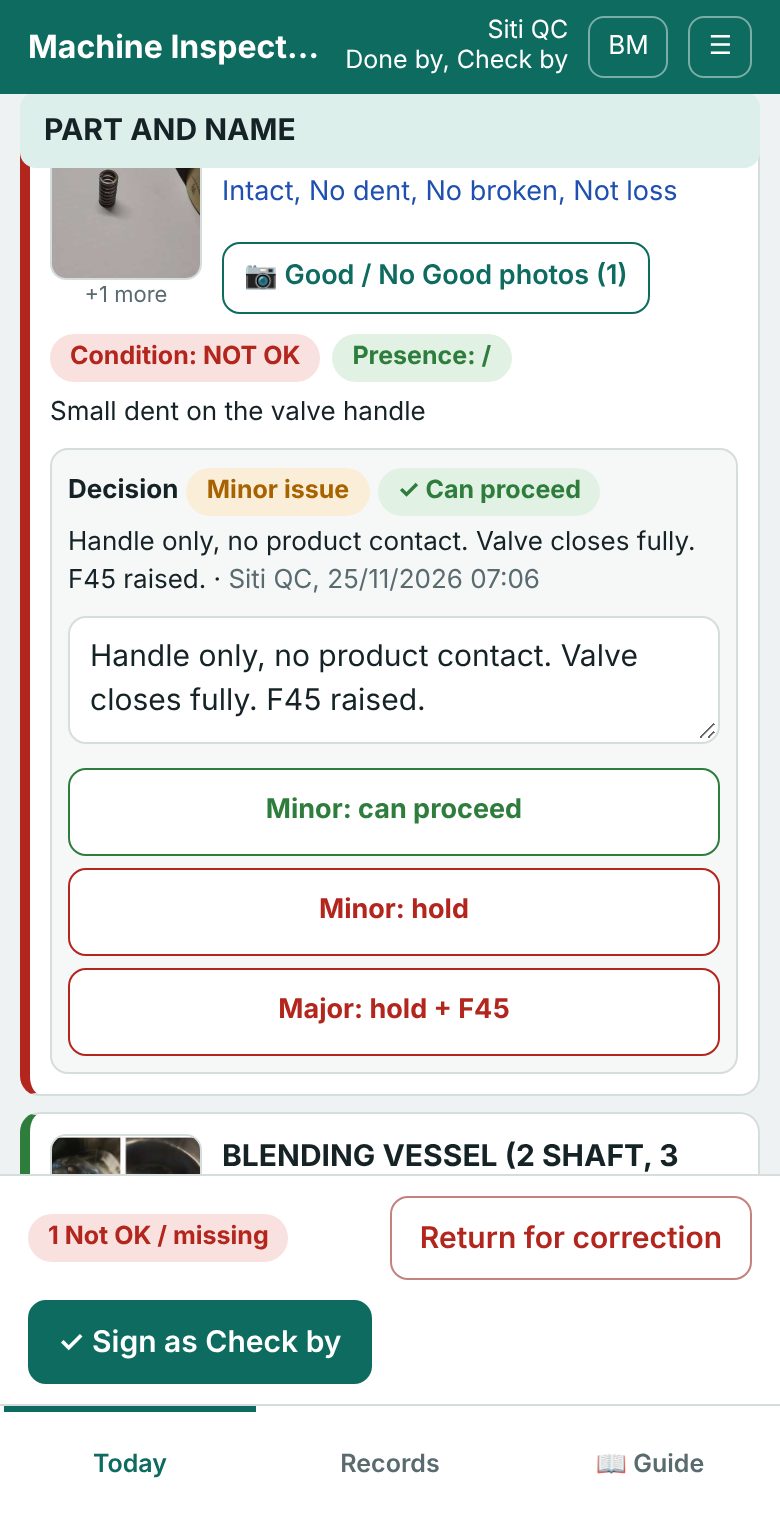 Machine Inspect...
Siti QC
Done by, Check by
BM
☰
PART AND NAME
Intact, No dent, No broken, Not loss
📷 Good / No Good photos (1)
+1 more
Condition: NOT OK
Presence: /
Small dent on the valve handle
Decision
Minor issue
✓ Can proceed
Handle only, no product contact. Valve closes fully.
F45 raised. · Siti QC, 25/11/2026 07:06
Handle only, no product contact. Valve
closes fully. F45 raised.
Minor: can proceed
Minor: hold
Major: hold + F45
BLENDING VESSEL (2 SHAFT, 3
1 Not OK / missing
Return for correction
✓ Sign as Check by
Today
Records
📖 Guide